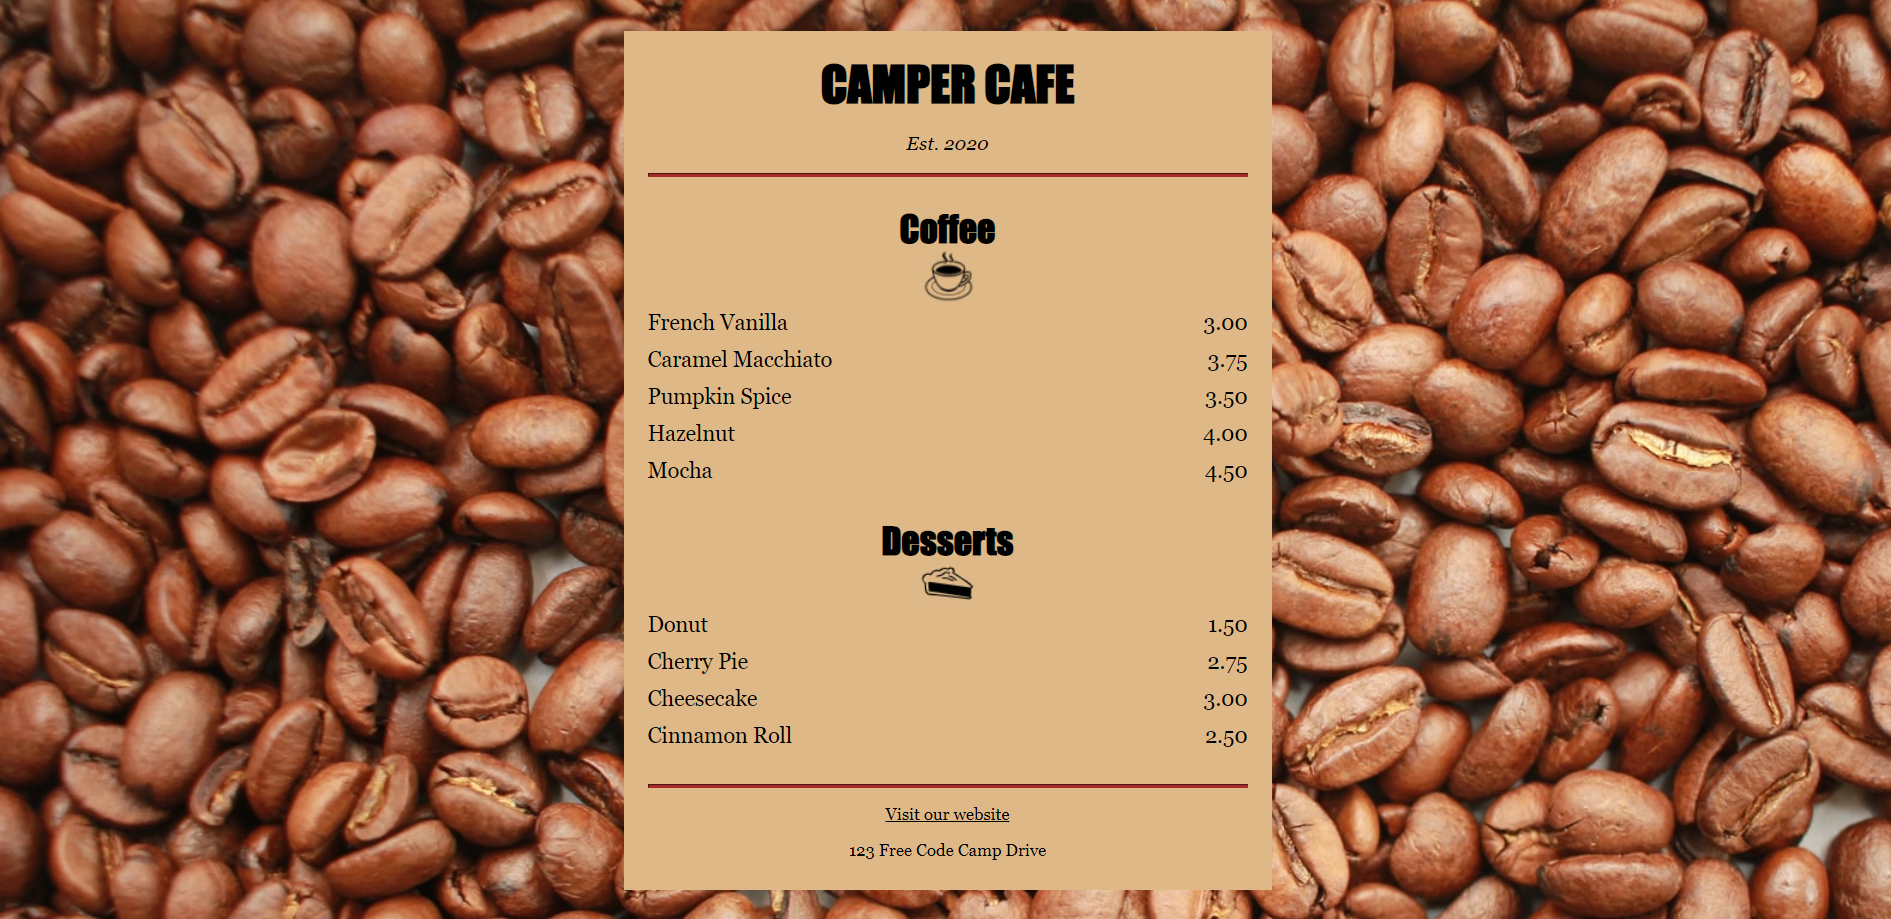 CAMPER CAFE
Est. 2020
Coffee
French Vanilla 3.00
Caramel Macchiato 3.75
Pumpkin Spice 3.50
Hazelnut 4.00
Mocha 4.50
Desserts
Donut 1.50
Cherry Pie 2.75
Cheesecake 3.00
Cinnamon Roll 2.50
Visit our website
123 Free Code Camp Drive